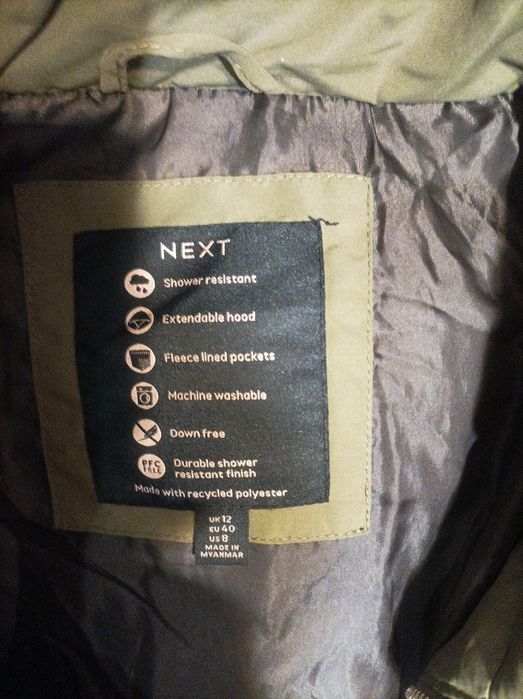 NEXT
Shower resistant
Extendable hood
Fleece lined pockets
Machine washable
Down free
PFC
FREE
Durable shower
resistant finish
Made with recycled polyester
UK 12
EU 40
US 8
MADE IN
MYANMAR